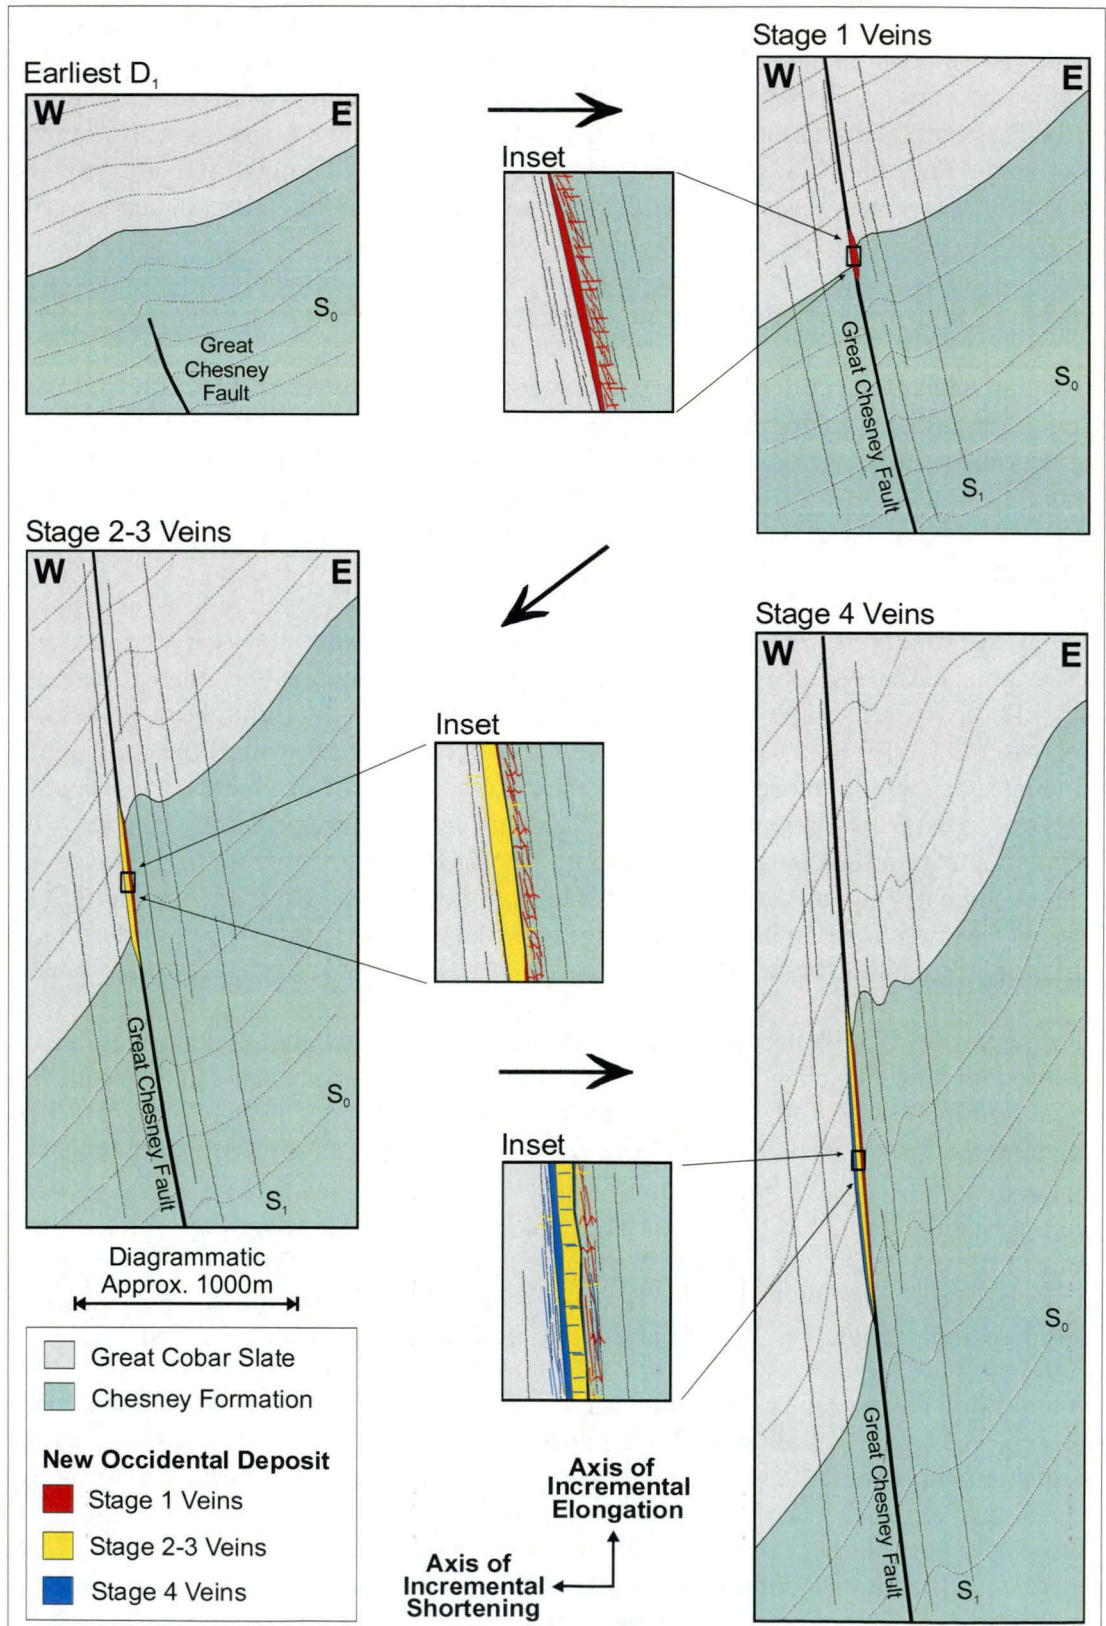 Earliest D₁
W E
S₀
Great
Chesney
Fault
Stage 1 Veins
W E
Inset
Great Chesney Fault
S₀
S₁
Stage 2-3 Veins
W E
Inset
Great Chesney Fault
S₀
S₁
Diagrammatic
Approx. 1000m
Stage 4 Veins
W E
Inset
S₀
Great Chesney Fault
S₁
Great Cobar Slate
Chesney Formation
New Occidental Deposit
Stage 1 Veins
Stage 2-3 Veins
Stage 4 Veins
Axis of
Incremental
Elongation
Axis of
Incremental
Shortening